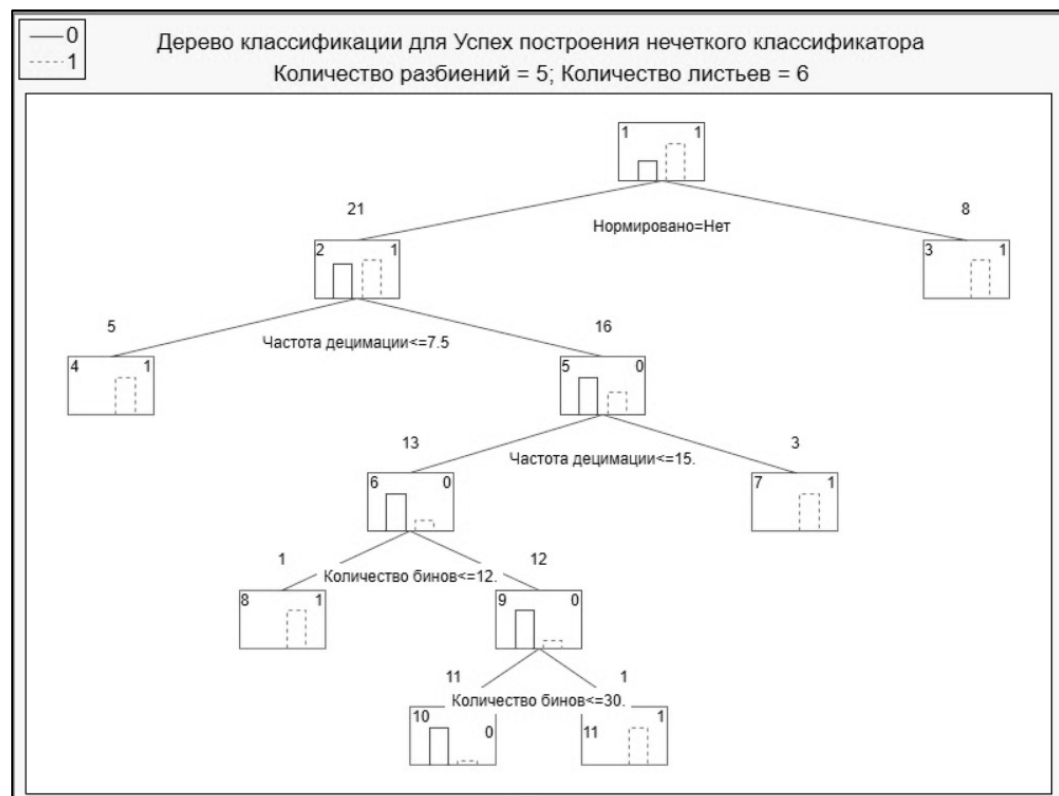 0
1
Дерево классификации для Успех построения нечеткого классификатора
Количество разбиений = 5; Количество листьев = 6
1 1
21 8
Нормировано=Нет
2 1 3 1
5 16
Частота децимации<=7.5
4 1 5 0
13 3
Частота децимации<=15.
6 0 7 1
1 12
Количество бинов<=12.
8 1 9 0
11 1
Количество бинов<=30.
10 0 11 1